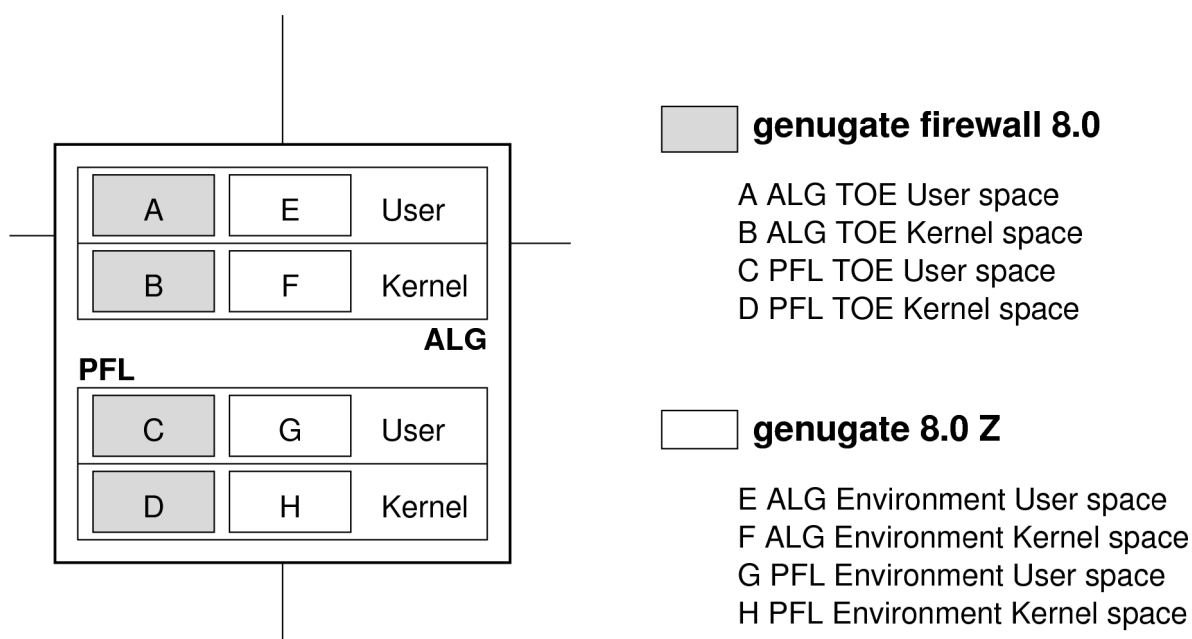 A E User
B F Kernel
ALG
PFL
C G User
D H Kernel
genugate firewall 8.0
A ALG TOE User space
B ALG TOE Kernel space
C PFL TOE User space
D PFL TOE Kernel space
genugate 8.0 Z
E ALG Environment User space
F ALG Environment Kernel space
G PFL Environment User space
H PFL Environment Kernel space